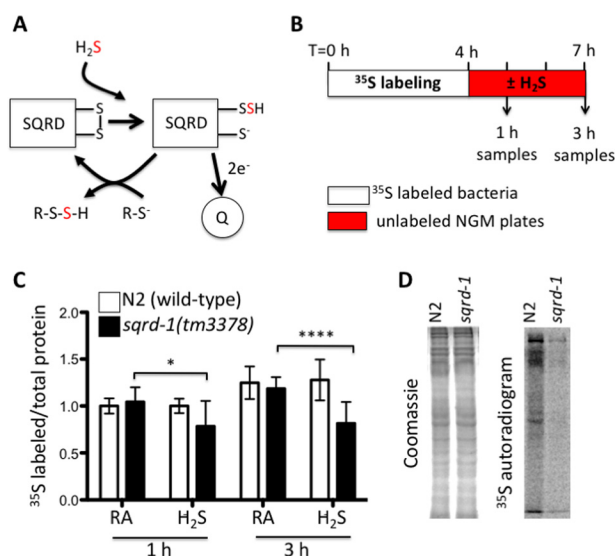 A
H₂S
SQRD
S
S
SQRD
SSH
S⁻
2e⁻
Q
R-S-S-H
R-S⁻
B
T=0 h
4 h
7 h
³⁵S labeling
± H₂S
1 h
samples
3 h
samples
³⁵S labeled bacteria
unlabeled NGM plates
C
N2 (wild-type)
sqrd-1(tm3378)
³⁵S labeled/total protein
2.0
1.5
1.0
0.5
0.0
*
****
RA
H₂S
RA
H₂S
1 h
3 h
D
N2
sqrd-1
N2
sqrd-1
Coomassie
³⁵S autoradiogram